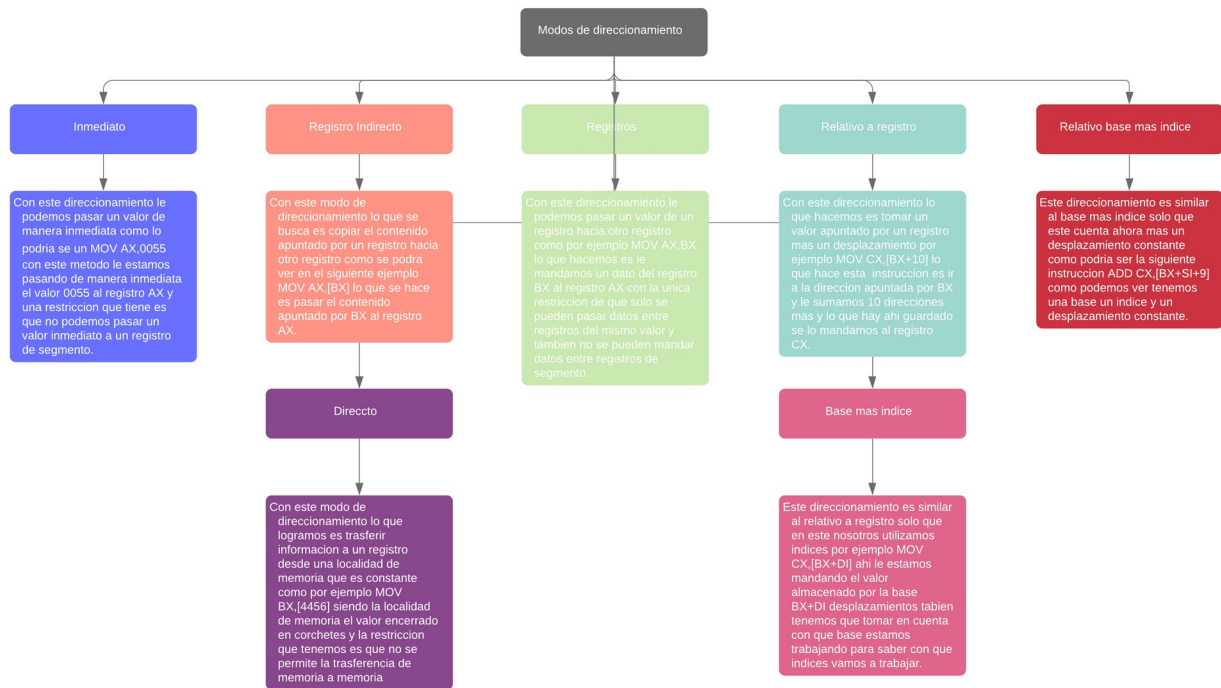 Modos de direccionamiento
Inmediato
Registro Indirecto
Registros
Relativo a registro
Relativo base mas indice
Con este direccionamiento le
podemos pasar un valor de
manera inmediata como lo
podria se un MOV AX,0055
con este metodo le estamos
pasando de manera inmediata
el valor 0055 al registro AX y
una restriccion que tiene es
que no podemos pasar un
valor inmediato a un registro
de segmento.
Con este modo de
direccionamiento lo que se
busca es copiar el contenido
apuntado por un registro hacia
otro registro como se podra
ver en el siguiente ejemplo
MOV AX,[BX] lo que se hace
es pasar el contenido
apuntado por BX al registro
AX.
Con este direccionamiento le
podemos pasar un valor de un
registro hacia otro registro
como por ejemplo MOV AX,BX
lo que hacemos es le
mandamos un dato del registro
BX al registro AX con la unica
restriccion de que solo se
pueden pasar datos entre
registros del mismo valor y
tambien no se pueden mandar
datos entre registros de
segmento.
Con este direccionamiento lo
que hacemos es tomar un
valor apuntado por un registro
mas un desplazamiento por
ejemplo MOV CX,[BX+10] lo
que hace esta instruccion es ir
a la direccion apuntada por BX
y le sumamos 10 direcciones
mas y lo que hay ahi guardado
se lo mandamos al registro
CX.
Este direccionamiento es similar
al base mas indice solo que
este cuenta ahora mas un
desplazamiento constante
como podria ser la siguiente
instruccion ADD CX,[BX+SI+9]
como podemos ver tenemos
una base un indice y un
desplazamiento constante.
Direccto
Base mas indice
Con este modo de
direccionamiento lo que
logramos es trasferir
informacion a un registro
desde una localidad de
memoria que es constante
como por ejemplo MOV
BX,[4456] siendo la localidad
de memoria el valor encerrado
en corchetes y la restriccion
que tenemos es que no se
permite la trasferencia de
memoria a memoria
Este direccionamiento es similar
al relativo a registro solo que
en este nosotros utilizamos
indices por ejemplo MOV
CX,[BX+DI] ahi le estamos
mandando el valor
almacenado por la base
BX+DI desplazamientos tabien
tenemos que tomar en cuenta
con que base estamos
trabajando para saber con que
indices vamos a trabajar.